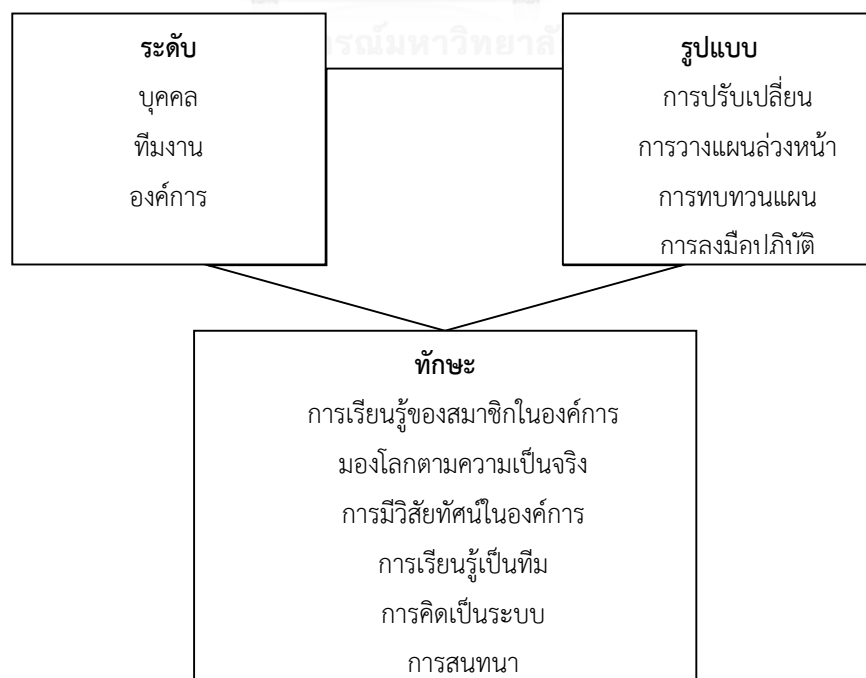 ระดับ
บุคคล
ทีมงาน
องค์การ
รูปแบบ
การปรับเปลี่ยน
การวางแผนล่วงหน้า
การทบทวนแผน
การลงมือปฏิบัติ
ทักษะ
การเรียนรู้ของสมาชิกในองค์การ
มองโลกตามความเป็นจริง
การมีวิสัยทัศน์ในองค์การ
การเรียนรู้เป็นทีม
การคิดเป็นระบบ
การสนทนา